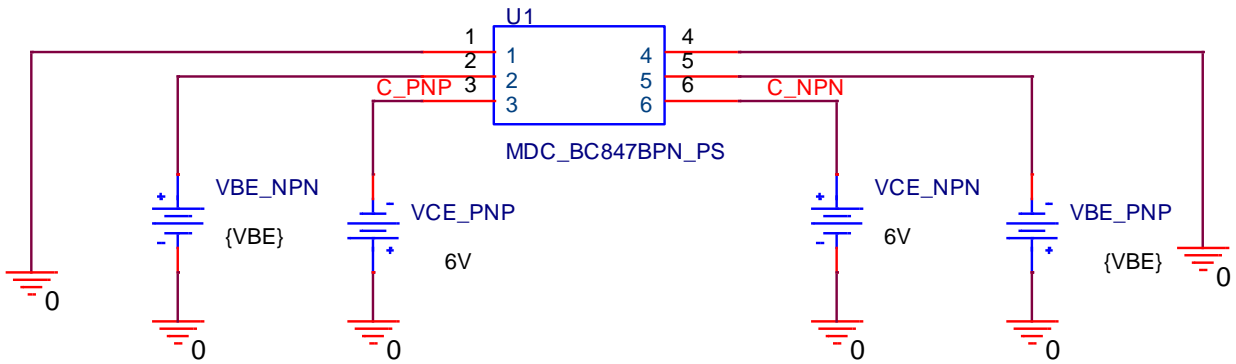 U1
1
1
4
4
2
2
5
5
C_PNP
3
3
6
6
C_NPN
MDC_BC847BPN_PS
+
VBE_NPN
{VBE}
-
-
VCE_PNP
6V
+
+
VCE_NPN
6V
-
-
VBE_PNP
{VBE}
+
0
0
0
0
0
0